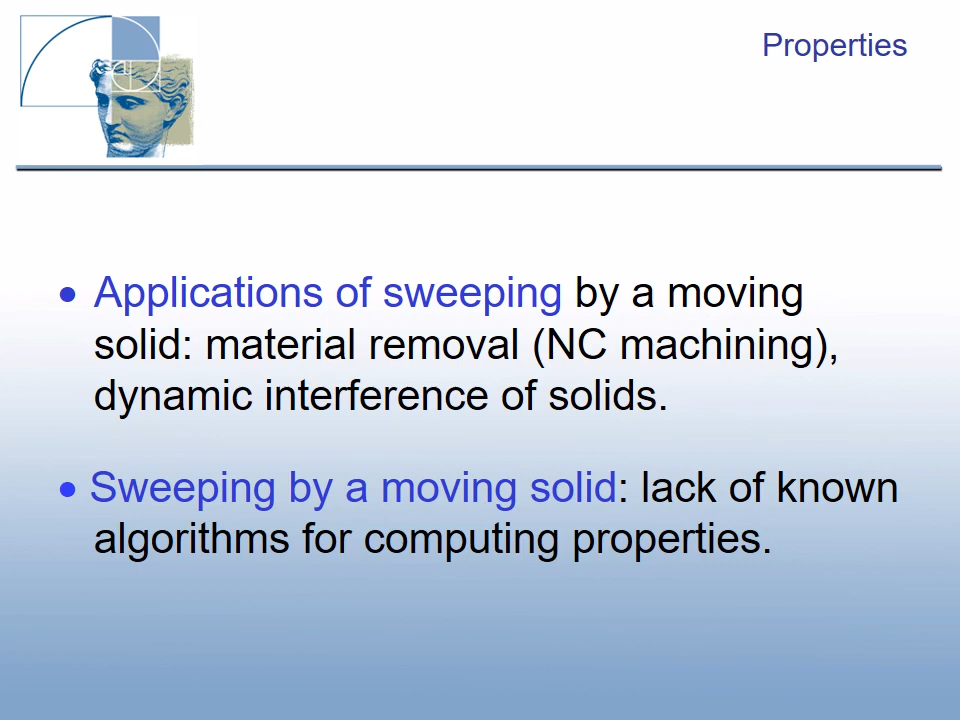 Properties
• Applications of sweeping by a moving
solid: material removal (NC machining),
dynamic interference of solids.
• Sweeping by a moving solid: lack of known
algorithms for computing properties.